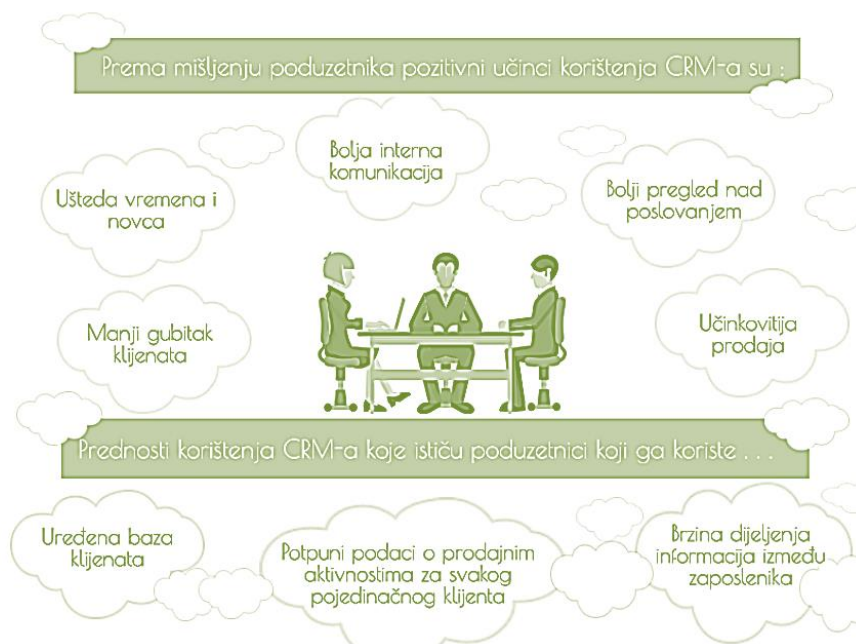 Prema mišljenju poduzetnika pozitivni učinci korištenja CRM-a su :
Bolja interna
komunikacija
Ušteda vremena i
novca
Bolji pregled nad
poslovanjem
Manji gubitak
klijenata
Učinkovitija
prodaja
Prednosti korištenja CRM-a koje ističu poduzetnici koji ga koriste . . .
Uređena baza
klijenata
Potpuni podaci o prodajnim
aktivnostima za svakog
pojedinačnog klijenta
Brzina dijeljenja
informacija između
zaposlenika